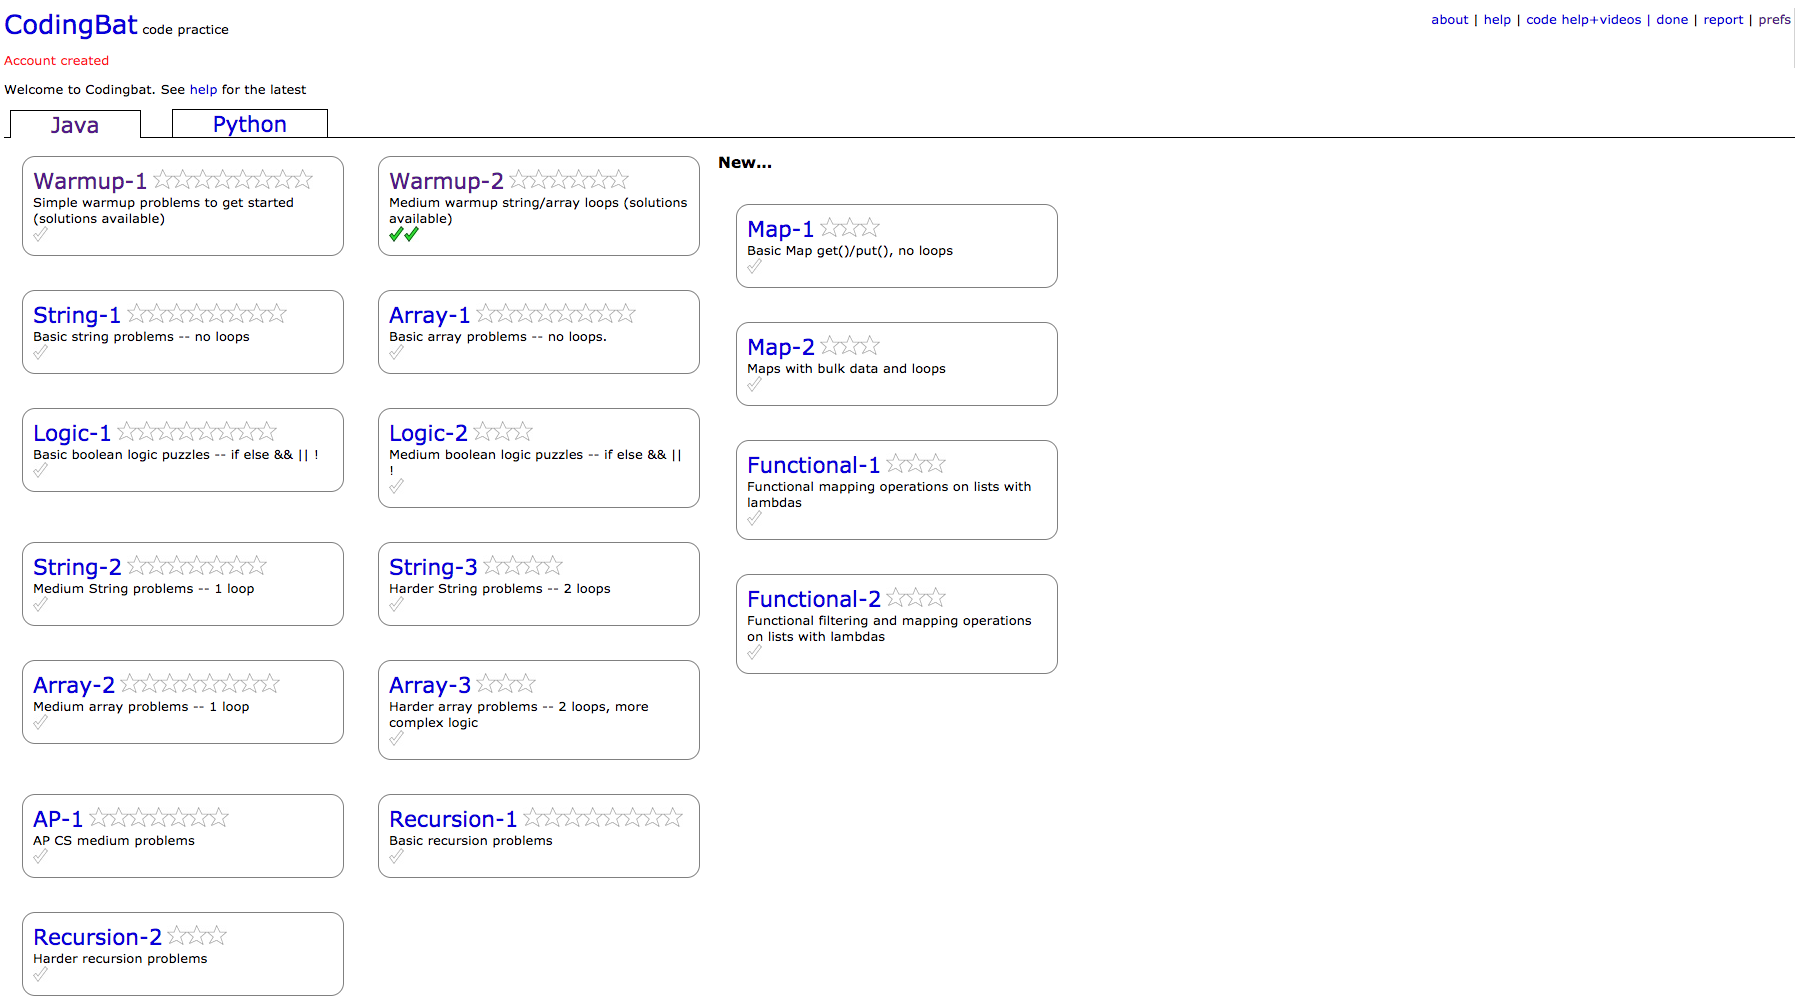 CodingBat code practice
about | help | code help+videos | done | report | prefs
Account created
Welcome to Codingbat. See help for the latest
Java
Python
Warmup-1
Simple warmup problems to get started
(solutions available)
Warmup-2
Medium warmup string/array loops (solutions
available)
String-1
Basic string problems -- no loops
Array-1
Basic array problems -- no loops.
Logic-1
Basic boolean logic puzzles -- if else && || !
Logic-2
Medium boolean logic puzzles -- if else && ||
!
String-2
Medium String problems -- 1 loop
String-3
Harder String problems -- 2 loops
Array-2
Medium array problems -- 1 loop
Array-3
Harder array problems -- 2 loops, more
complex logic
AP-1
AP CS medium problems
Recursion-1
Basic recursion problems
Recursion-2
Harder recursion problems
New...
Map-1
Basic Map get()/put(), no loops
Map-2
Maps with bulk data and loops
Functional-1
Functional mapping operations on lists with
lambdas
Functional-2
Functional filtering and mapping operations
on lists with lambdas